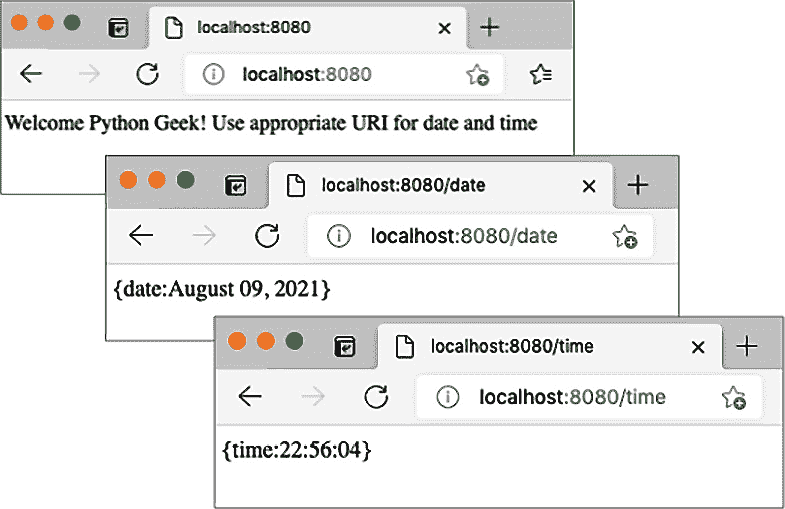 localhost:8080
localhost:8080
Welcome Python Geek! Use appropriate URI for date and time
localhost:8080/date
localhost:8080/date
{date:August 09, 2021}
localhost:8080/time
localhost:8080/time
{time:22:56:04}